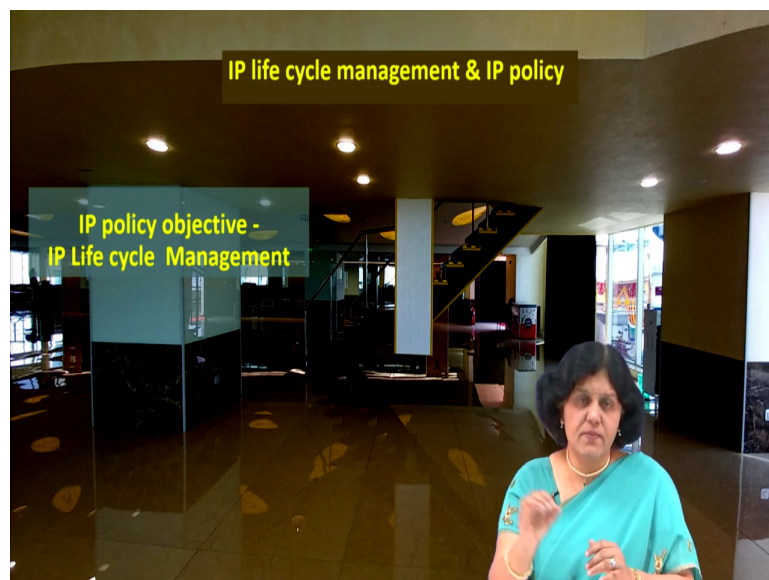 IP life cycle management & IP policy
IP policy objective -
IP Life cycle  Management